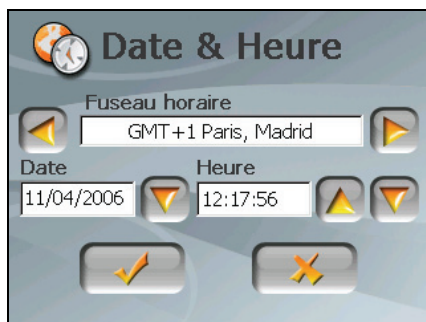 Date & Heure
Fuseau horaire
GMT+1 Paris, Madrid
Date Heure
11/04/2006 12:17:56